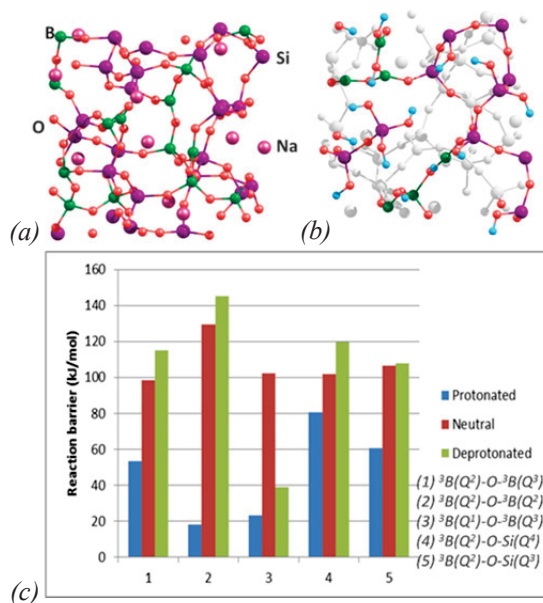 (a)
B
Si
O
Na
(b)
(c)
Reaction barrier (kJ/mol)
160
140
120
100
80
60
40
20
0
1
2
3
4
5
Protonated
Neutral
Deprotonated
(1) ³B(Q²)-O-³B(Q³)
(2) ³B(Q²)-O-³B(Q²)
(3) ³B(Q¹)-O-³B(Q³)
(4) ³B(Q²)-O-Si(Q⁴)
(5) ³B(Q²)-O-Si(Q³)